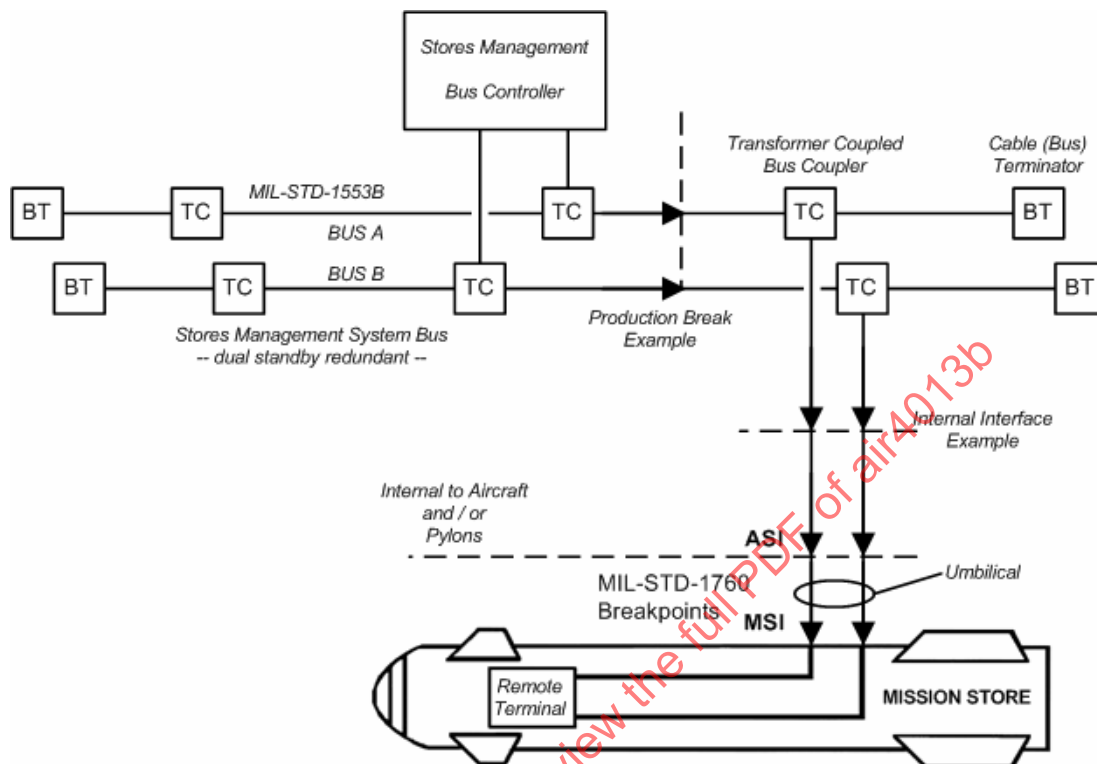 Stores Management
Bus Controller
Transformer Coupled
Bus Coupler
Cable (Bus)
Terminator
MIL-STD-1553B
BT
TC
TC
TC
BT
BUS A
BUS B
BT
TC
TC
TC
BT
Stores Management System Bus
-- dual standby redundant --
Production Break
Example
Internal Interface
Example
Internal to Aircraft
and / or
Pylons
ASI
MIL-STD-1760
Breakpoints
Umbilical
MSI
Remote
Terminal
MISSION STORE
view the full PDF of air4013b